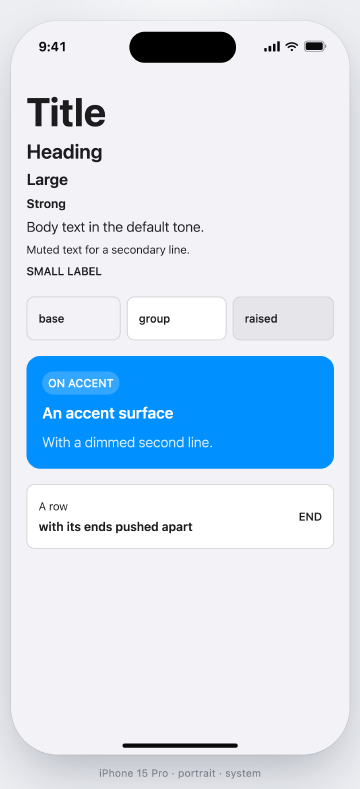 9:41
Title
Heading
Large
Strong
Body text in the default tone.
Muted text for a secondary line.
SMALL LABEL
base group raised
ON ACCENT
An accent surface
With a dimmed second line.
A row
with its ends pushed apart
END
iPhone 15 Pro · portrait · system